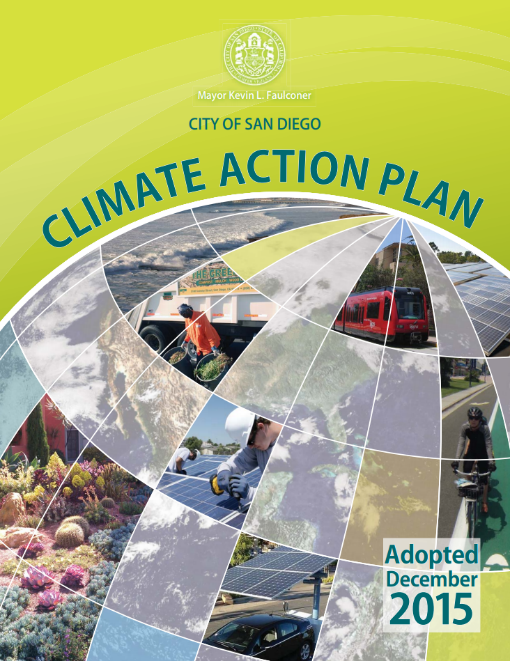 Mayor Kevin L. Faulconer
CITY OF SAN DIEGO
CLIMATE ACTION PLAN
Adopted
December
2015